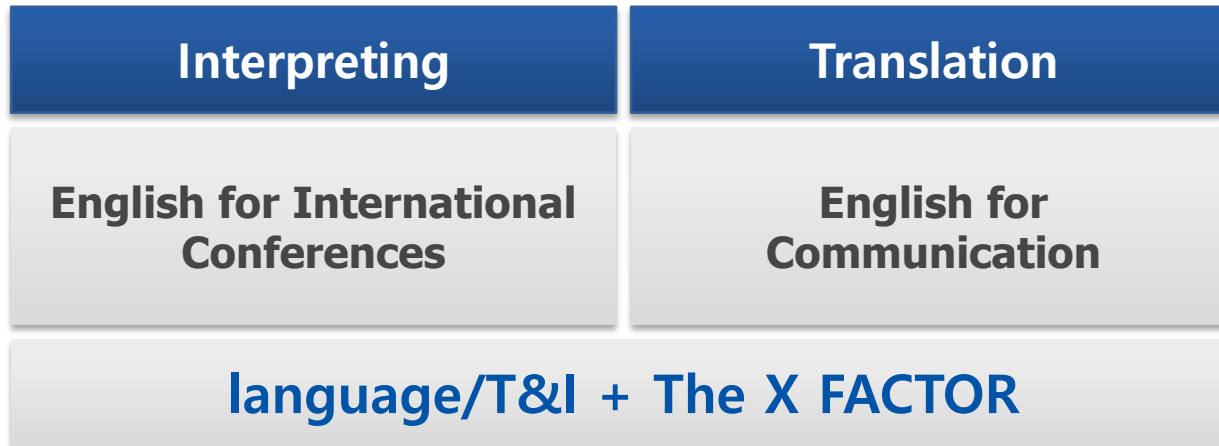 Interpreting
Translation
English for International
Conferences
English for
Communication
language/T&I + The X FACTOR